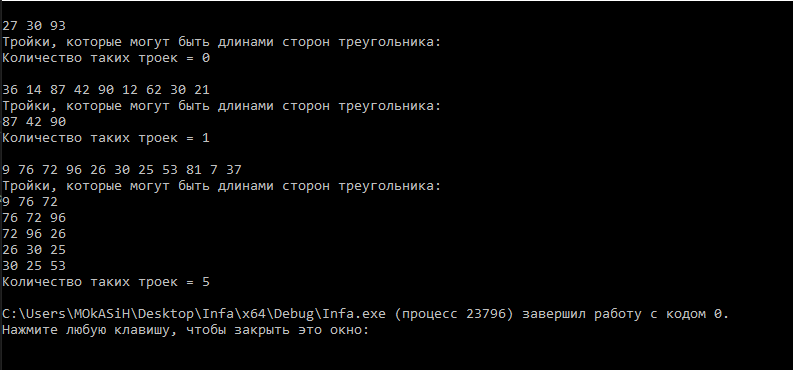 27 30 93
Тройки, которые могут быть длинами сторон треугольника:
Количество таких троек = 0
36 14 87 42 90 12 62 30 21
Тройки, которые могут быть длинами сторон треугольника:
87 42 90
Количество таких троек = 1
9 76 72 96 26 30 25 53 81 7 37
Тройки, которые могут быть длинами сторон треугольника:
9 76 72
76 72 96
72 96 26
26 30 25
30 25 53
Количество таких троек = 5
C:\Users\MOkASiH\Desktop\Infa\x64\Debug\Infa.exe (процесс 23796) завершил работу с кодом 0.
Нажмите любую клавишу, чтобы закрыть это окно: